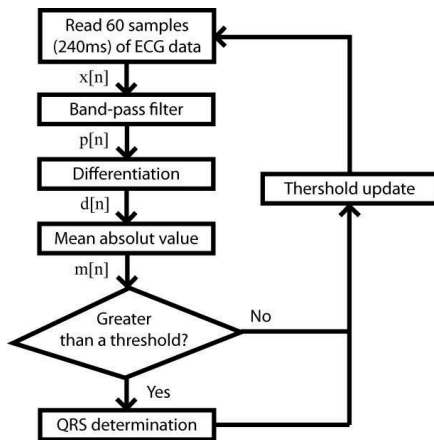 Read 60 samples
(240ms) of ECG data
x[n]
Band-pass filter
p[n]
Differentiation
d[n]
Mean absolut value
m[n]
Greater
than a threshold?
No
Yes
QRS determination
Thershold update